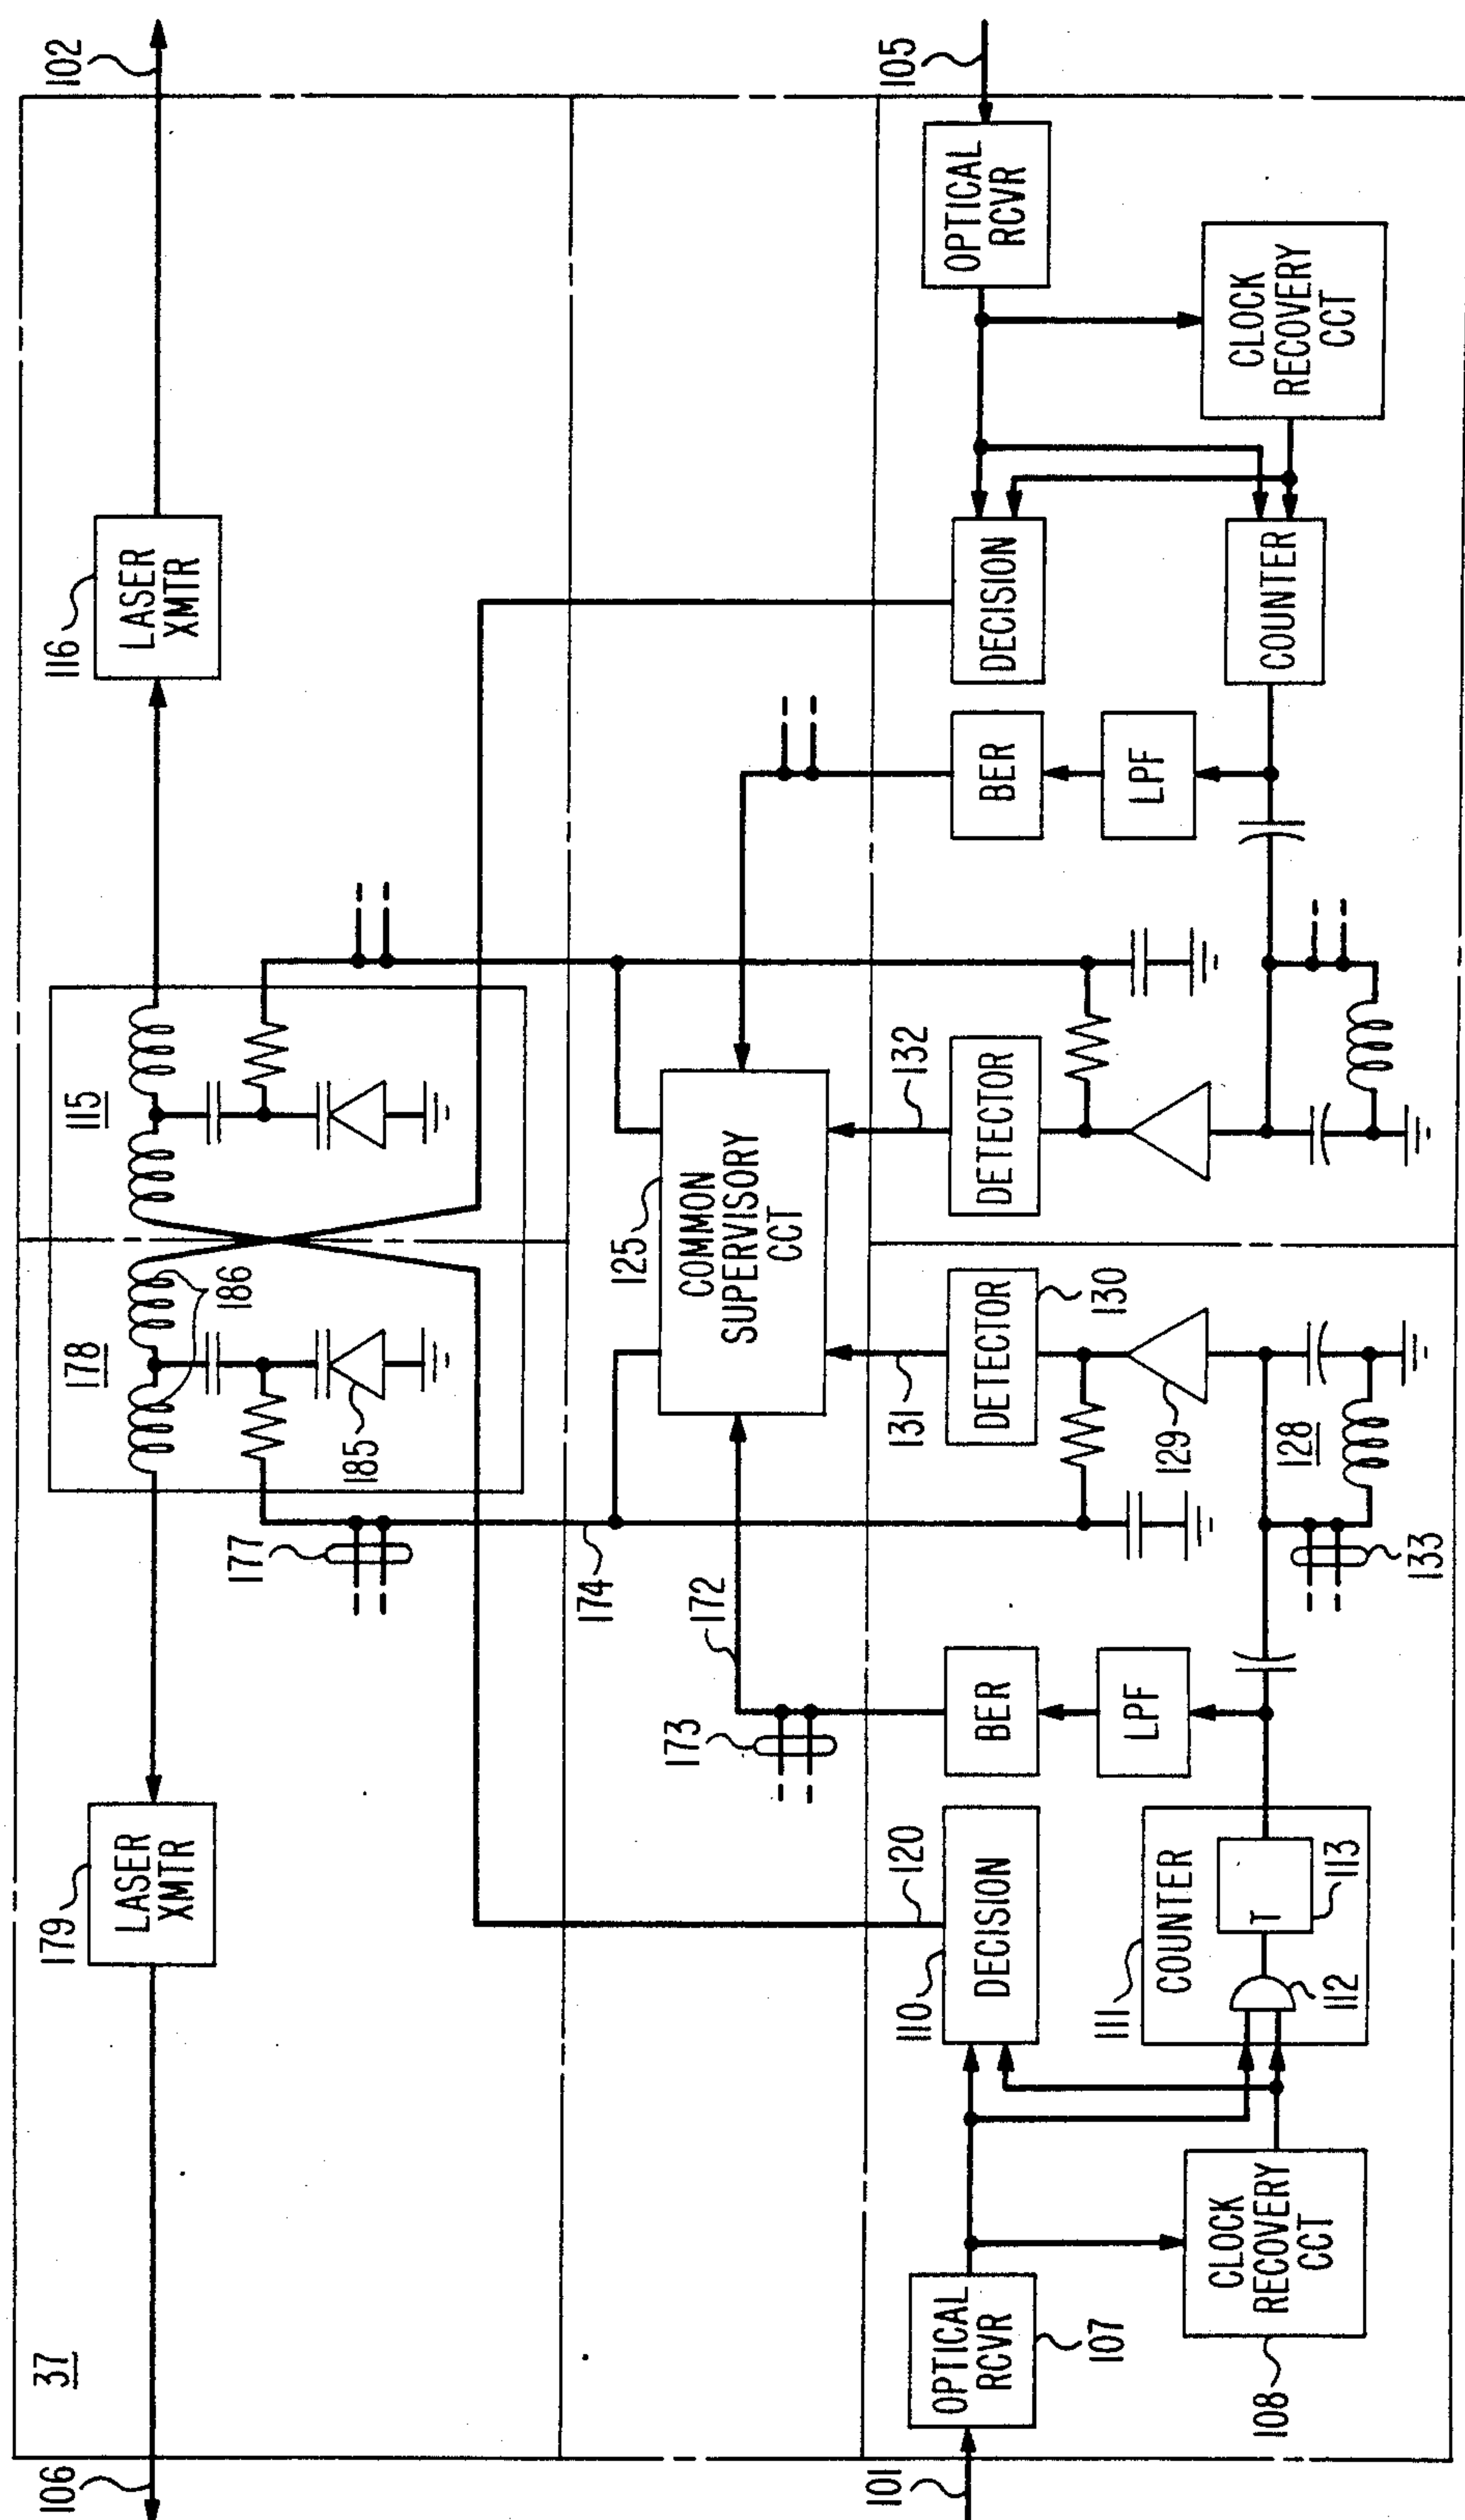 37
106
102
179
LASER
XMTR
178
186
115
116
LASER
XMTR
185
177
174
172
173
125
COMMON
SUPERVISORY
CCT
101
OPTICAL
RCVR
107
CLOCK
RECOVERY
CCT
108
110
DECISION
120
111
COUNTER
T
112
113
BER
LPF
131
DETECTOR
130
129
128
133
132
DETECTOR
BER
LPF
DECISION
COUNTER
OPTICAL
RCVR
CLOCK
RECOVERY
CCT
105